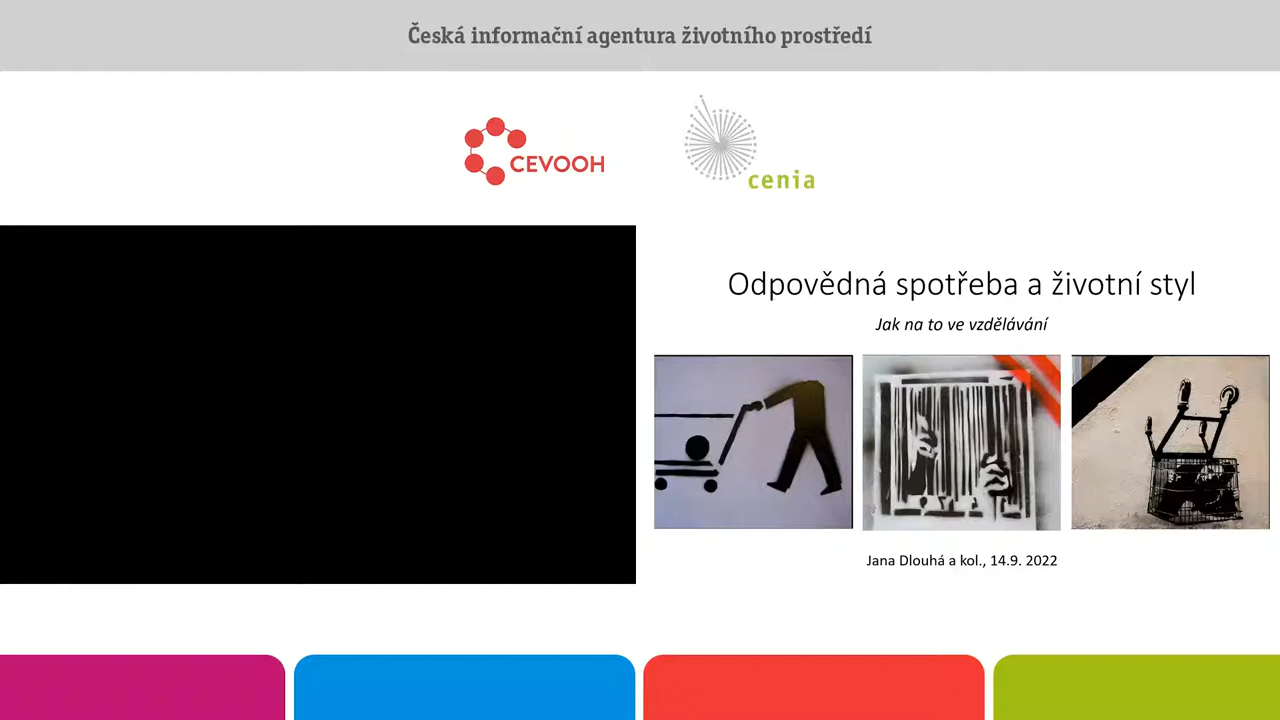 Česká informační agentura životního prostředí
CEVOOH
cenia
Odpovědná spotřeba a životní styl
Jak na to ve vzdělávání
Jana Dlouhá a kol., 14.9. 2022